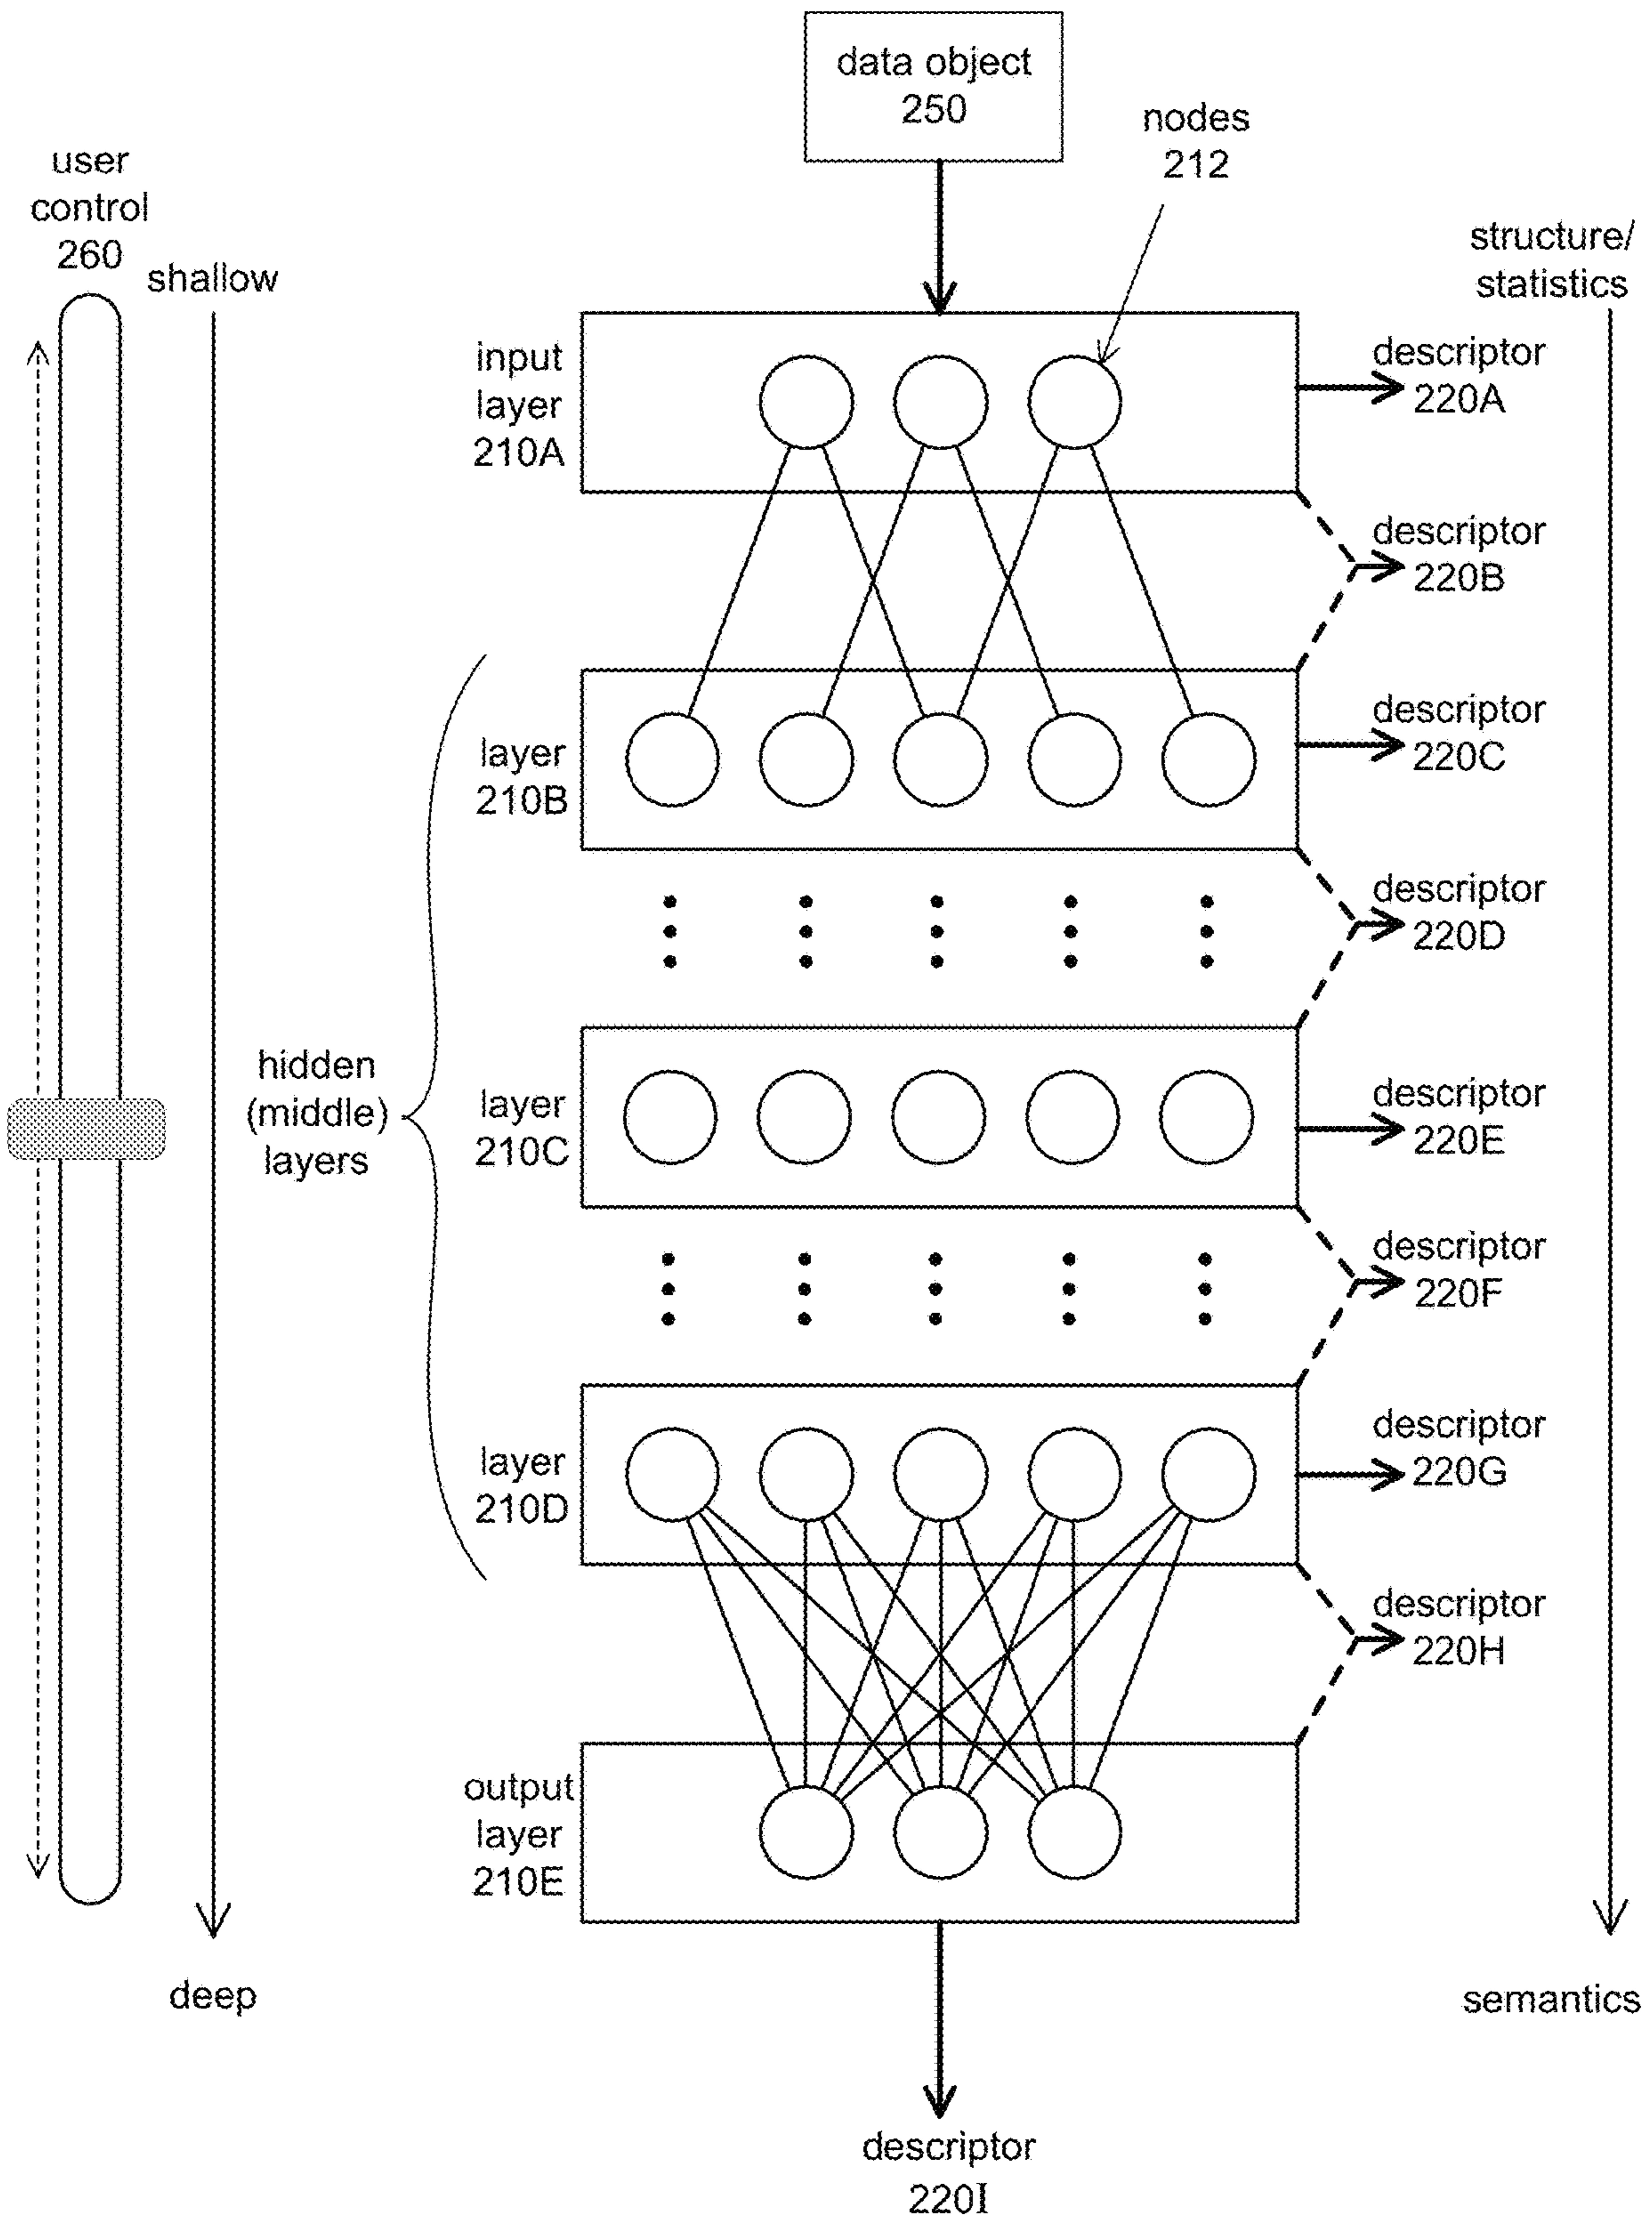 data object
250
nodes
212
user
control
260
shallow
structure/
statistics
input
layer
210A
descriptor
220A
descriptor
220B
layer
210B
descriptor
220C
descriptor
220D
hidden
(middle)
layers
layer
210C
descriptor
220E
descriptor
220F
layer
210D
descriptor
220G
descriptor
220H
output
layer
210E
deep
semantics
descriptor
220I